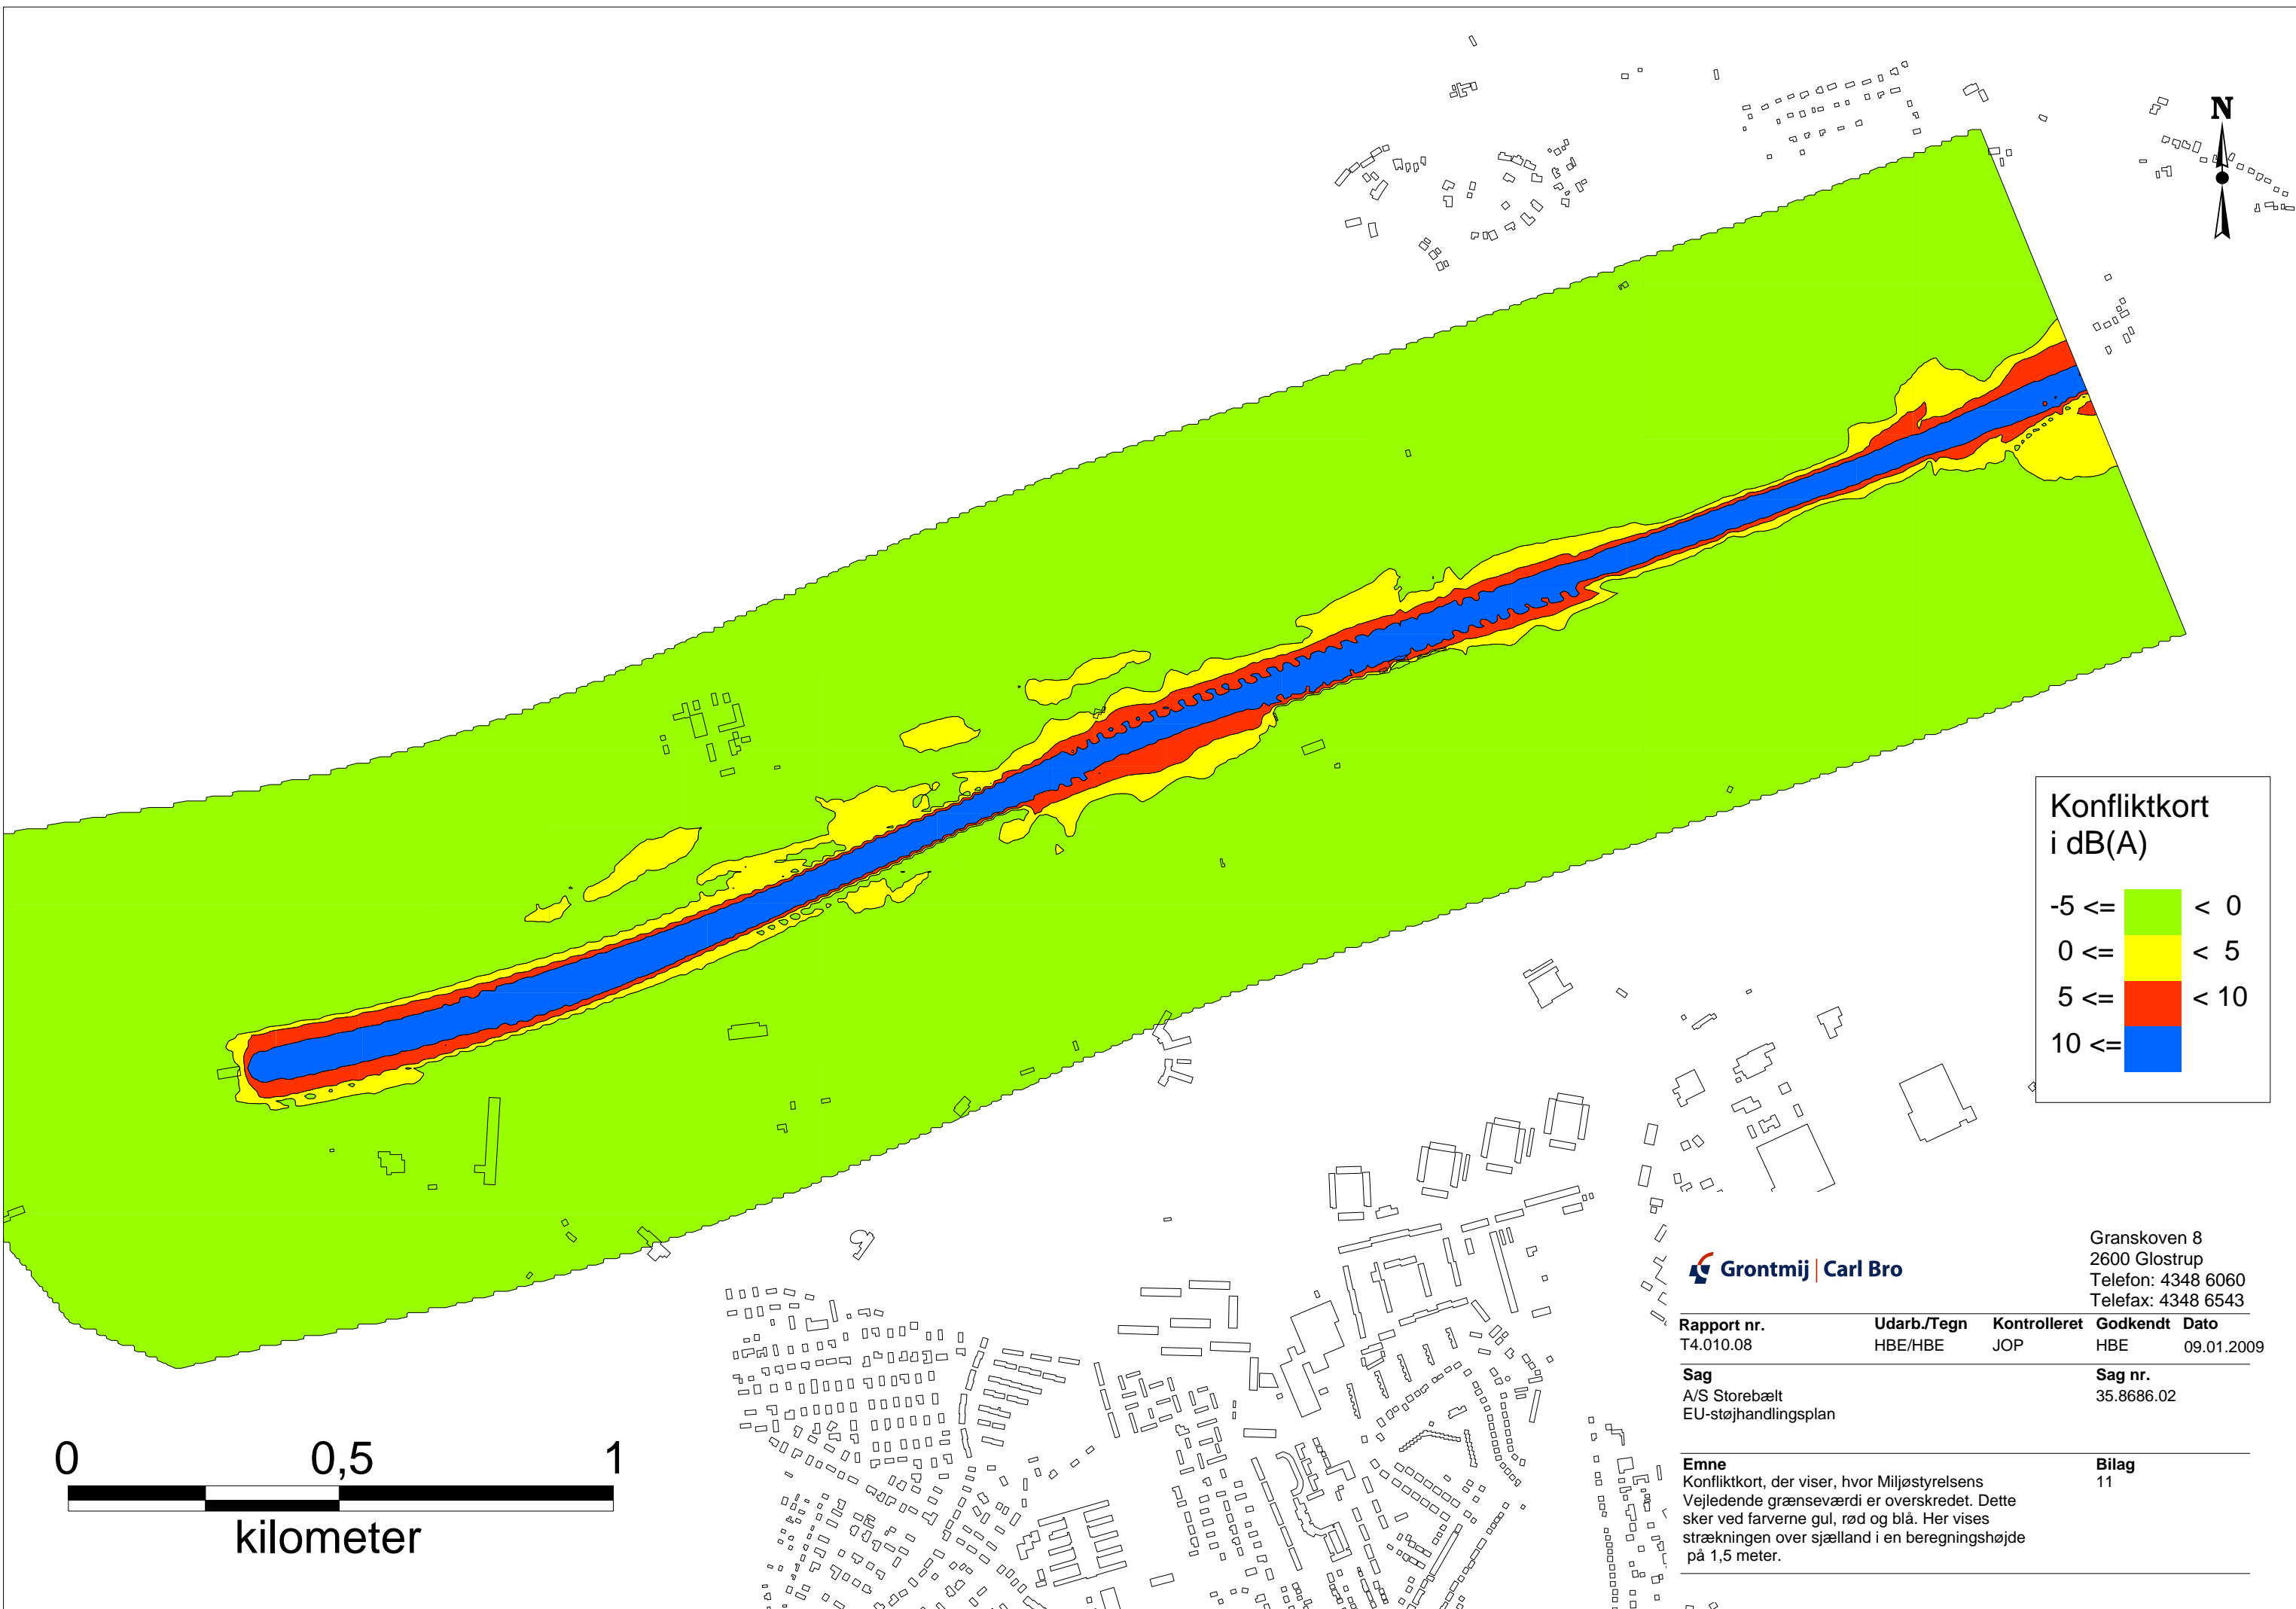 N
Konfliktkort
i dB(A)
-5 <= < 0
0 <= < 5
5 <= < 10
10 <=
0 0,5 1
kilometer
Grontmij | Carl Bro
Granskoven 8
2600 Glostrup
Telefon: 4348 6060
Telefax: 4348 6543
Rapport nr. Udarb./Tegn Kontrolleret Godkendt Dato
T4.010.08 HBE/HBE JOP HBE 09.01.2009
Sag Sag nr.
A/S Storebælt 35.8686.02
EU-støjhandlingsplan
Emne Bilag
Konfliktkort, der viser, hvor Miljøstyrelsens 11
Vejledende grænseværdi er overskredet. Dette
sker ved farverne gul, rød og blå. Her vises
strækningen over sjælland i en beregningshøjde
på 1,5 meter.